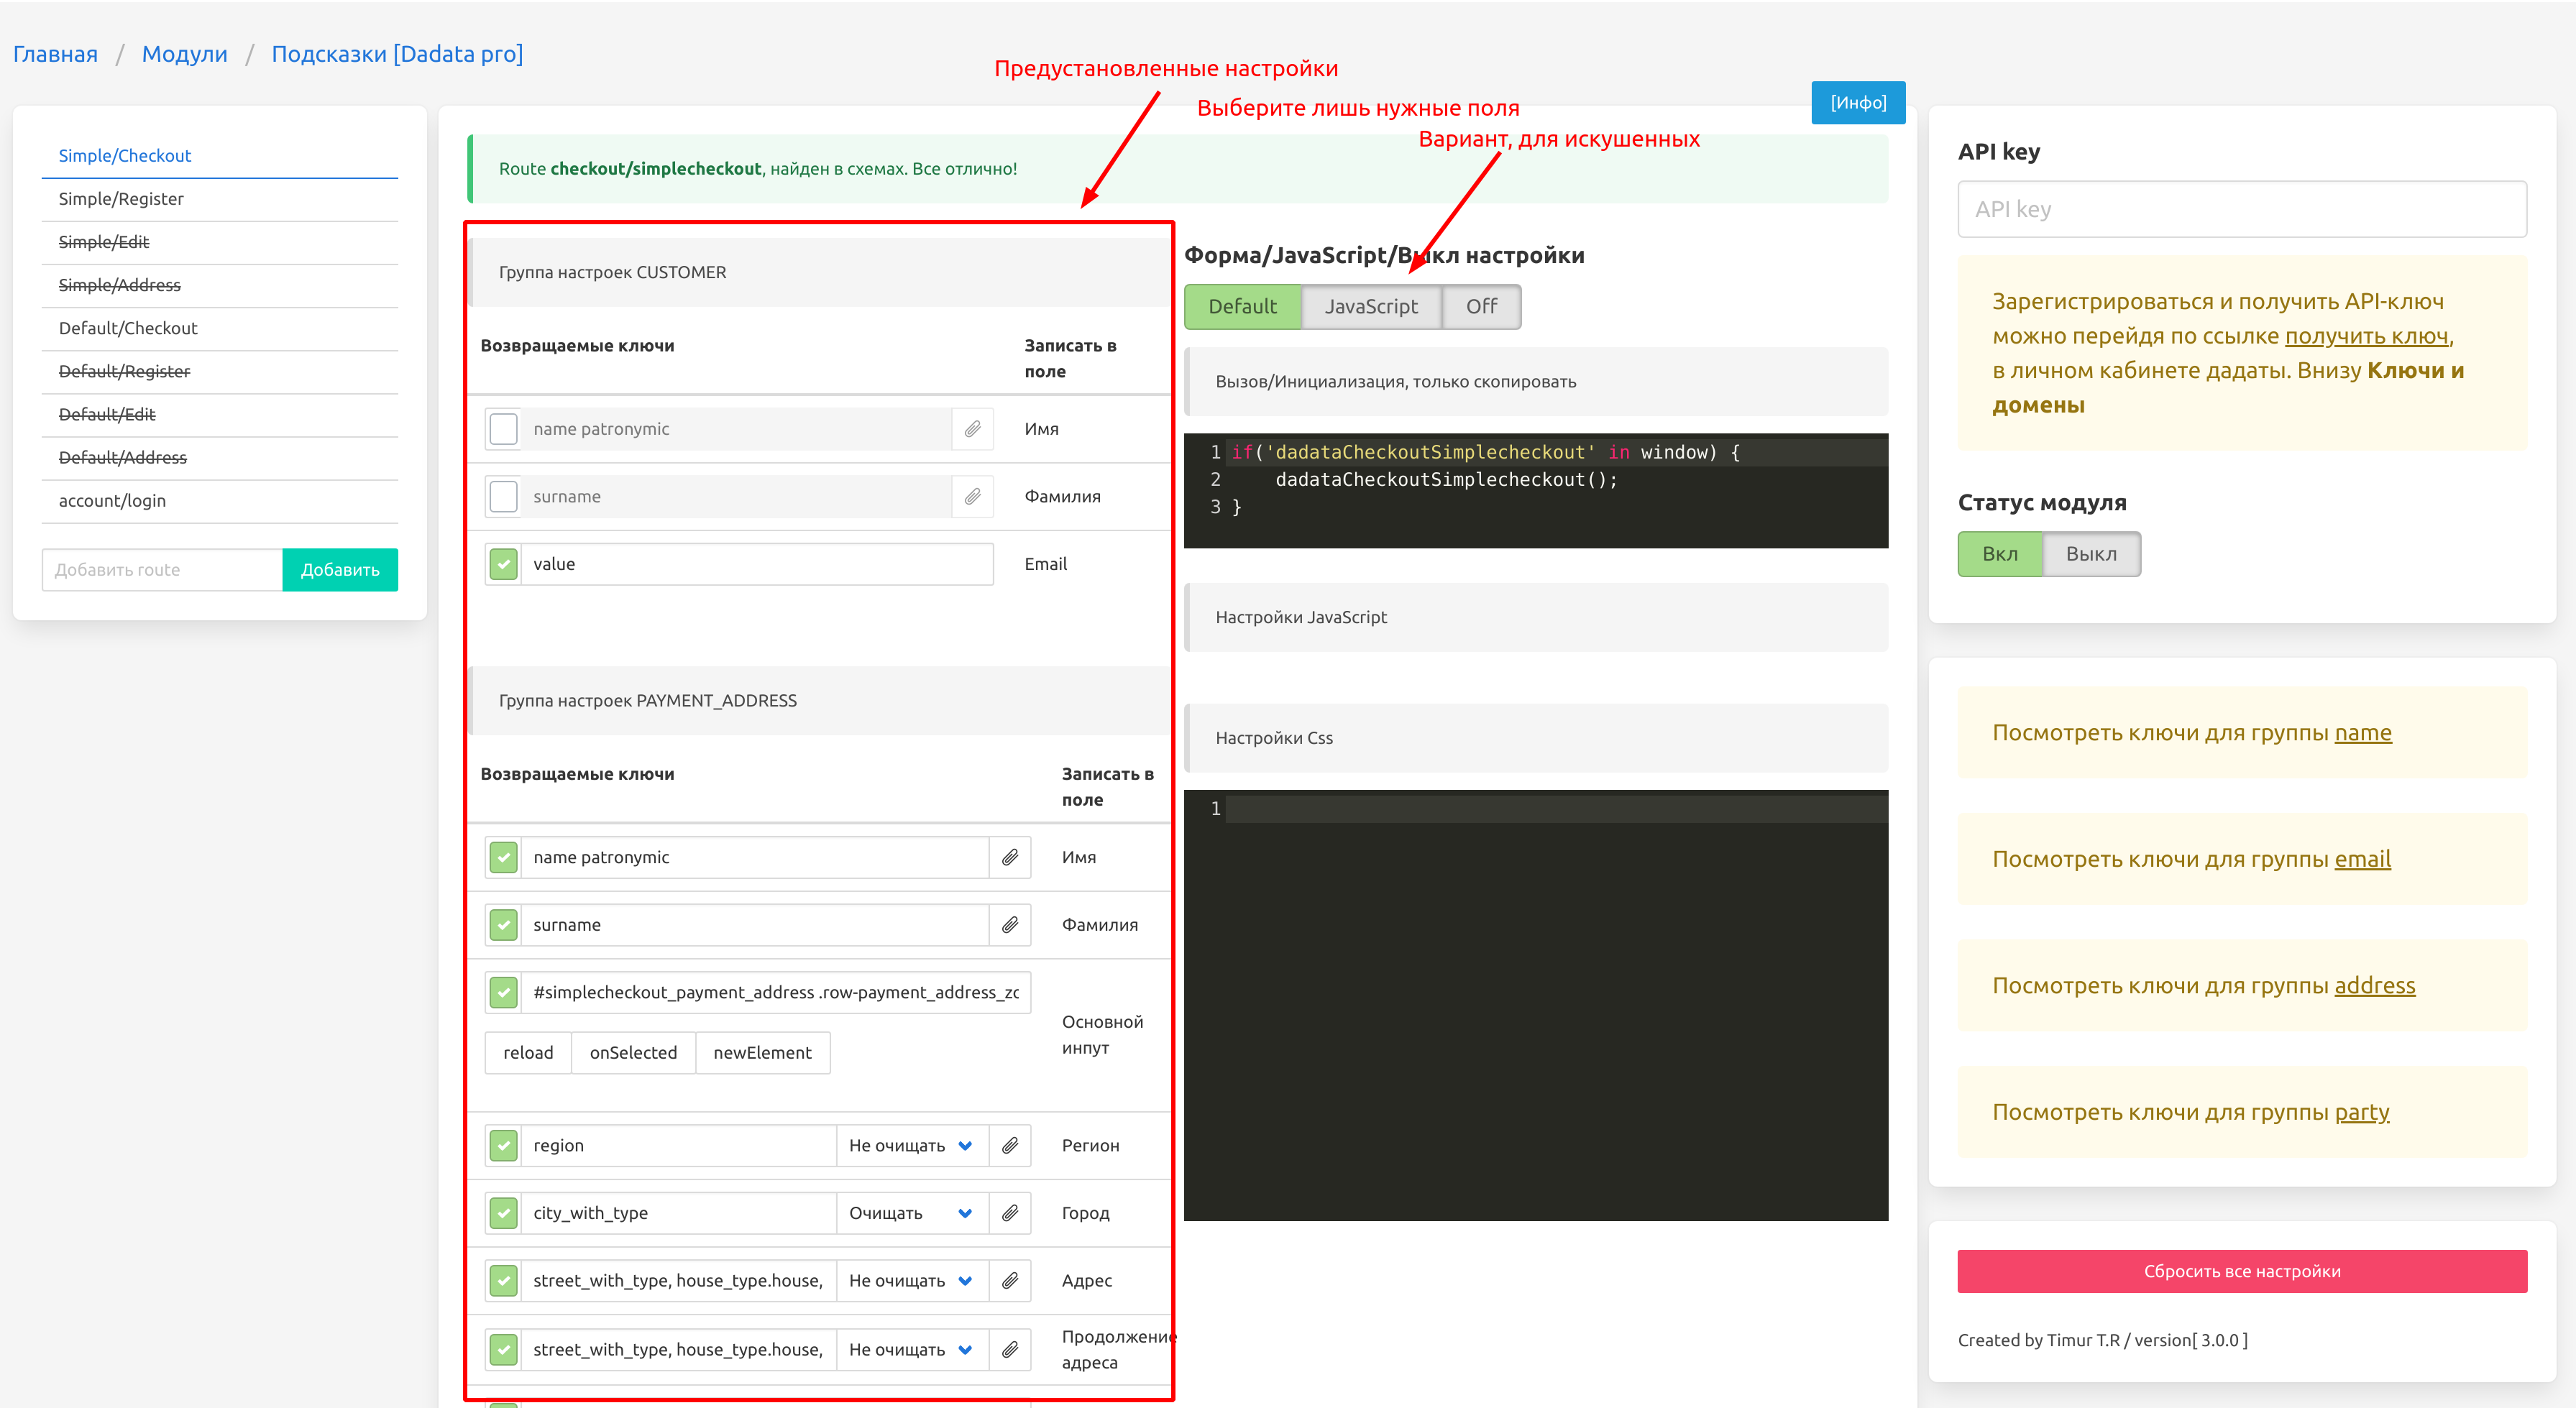 Главная / Модули / Подсказки [Dadata pro]
Предустановленные настройки
Выберите лишь нужные поля
Вариант, для искушенных
[Инфо]
Simple/Checkout
Simple/Register
Simple/Edit
Simple/Address
Default/Checkout
Default/Register
Default/Edit
Default/Address
account/login
Добавить route
Добавить
Route checkout/simplecheckout, найден в схемах. Все отлично!
Группа настроек CUSTOMER
Возвращаемые ключи
Записать в
поле
name patronymic
Имя
surname
Фамилия
value
Email
Группа настроек PAYMENT_ADDRESS
Возвращаемые ключи
Записать в
поле
name patronymic
Имя
surname
Фамилия
#simplecheckout_payment_address .row-payment_address_zc
reload onSelected newElement
Основной
инпут
region Не очищать
Регион
city_with_type Очищать
Город
street_with_type, house_type.house, Не очищать
Адрес
street_with_type, house_type.house, Не очищать
Продолжение
адреса
Форма/JavaScript/Выкл настройки
Default JavaScript Off
Вызов/Инициализация, только скопировать
1 if('dadataCheckoutSimplecheckout' in window) {
2 dadataCheckoutSimplecheckout();
3 }
Настройки JavaScript
Настройки Css
1
API key
API key
Зарегистрироваться и получить API-ключ
можно перейдя по ссылке получить ключ,
в личном кабинете дадаты. Внизу Ключи и
домены
Статус модуля
Вкл Выкл
Посмотреть ключи для группы name
Посмотреть ключи для группы email
Посмотреть ключи для группы address
Посмотреть ключи для группы party
Сбросить все настройки
Created by Timur T.R / version[ 3.0.0 ]